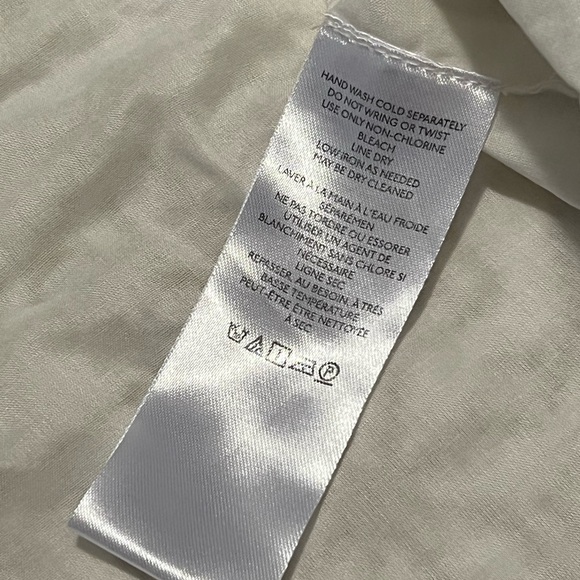 HAND WASH COLD SEPARATELY
DO NOT WRING OR TWIST
USE ONLY NON-CHLORINE
BLEACH
LINE DRY
LOW IRON AS NEEDED
MAY BE DRY CLEANED
LAVER À LA MAIN À L'EAU FROIDE
SÉPARÉMEN
NE PAS TORDRE OU ESSORER
UTILISER UN AGENT DE
BLANCHIMENT SANS CHLORE SI
NÉCESSAIRE
LIGNE SEC
REPASSER, AU BESOIN, À TRÈS
BASSE TEMPÉRATURE
PEUT-ÊTRE ÊTRE NETTOYÉE
À SEC
P